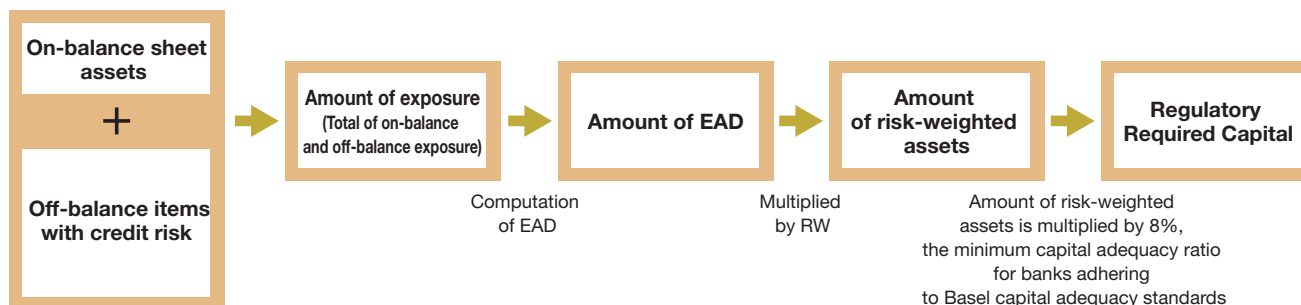 On-balance sheet
assets
+
Off-balance items
with credit risk
Amount of exposure
(Total of on-balance
and off-balance exposure)
Computation
of EAD
Amount of EAD
Multiplied
by RW
Amount
of risk-weighted
assets
Amount of risk-weighted
assets is multiplied by 8%,
the minimum capital adequacy ratio
for banks adhering
to Basel capital adequacy standards
Regulatory
Required Capital